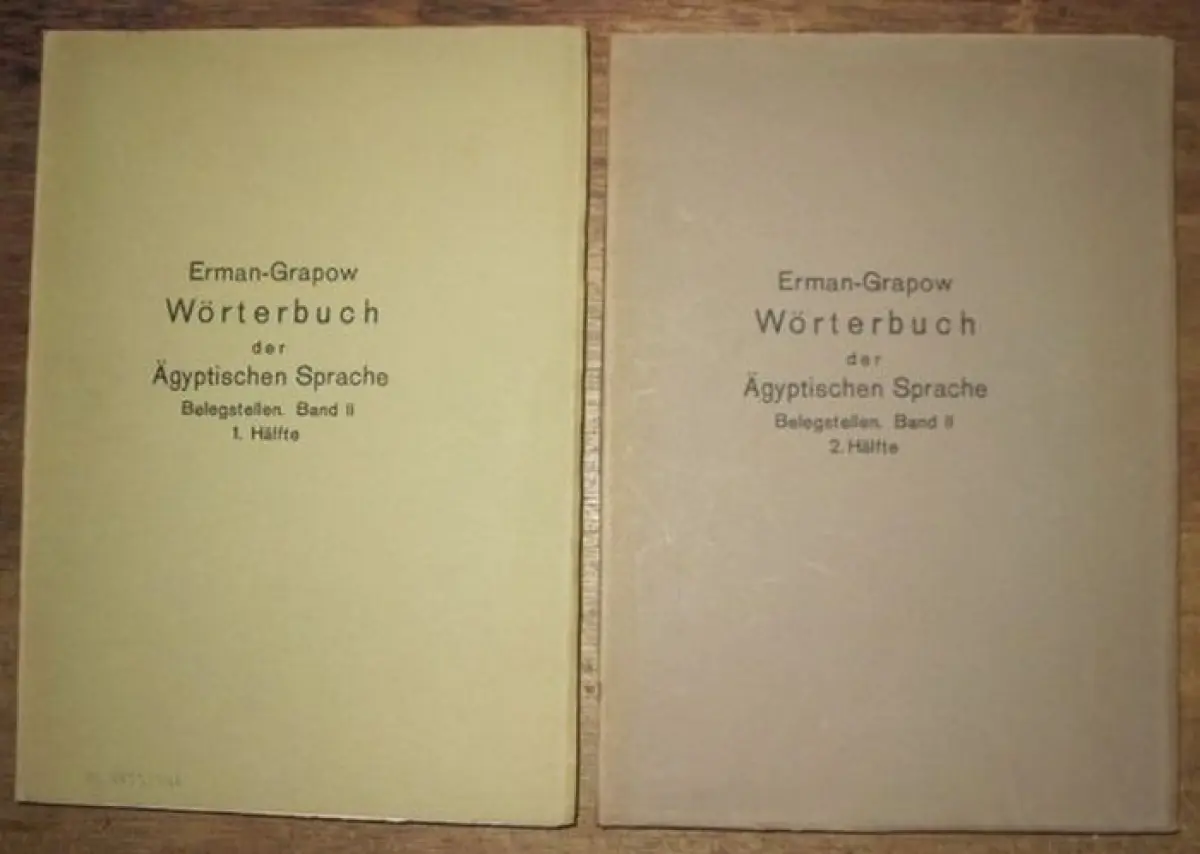 Erman-Grapow
Wörterbuch
der
Ägyptischen Sprache
Belegstellen. Band II
1. Hälfte
Erman-Grapow
Wörterbuch
der
Ägyptischen Sprache
Belegstellen. Band II
2. Hälfte